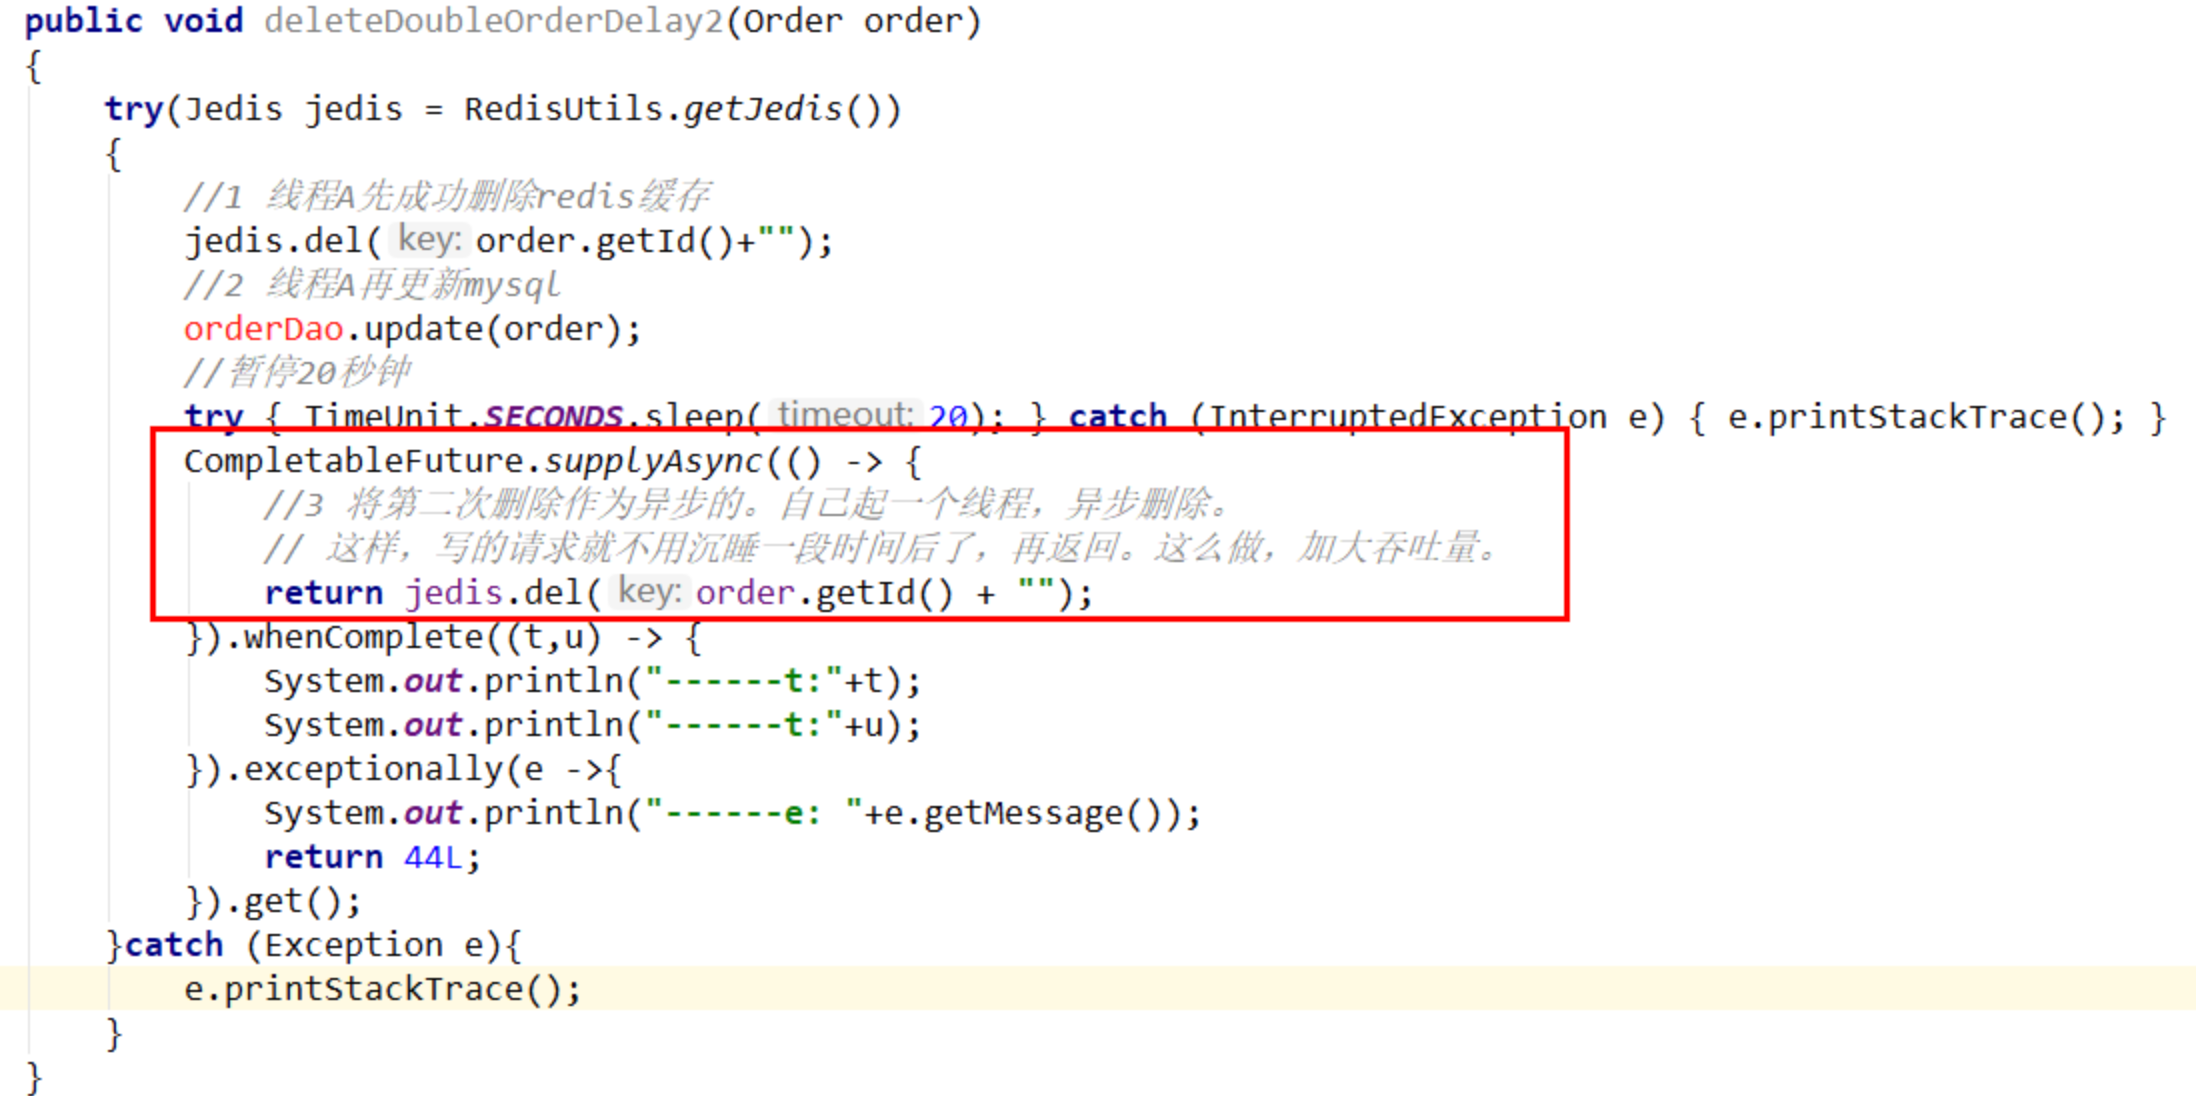 public void deleteDoubleOrderDelay2(Order order)
{
    try(Jedis jedis = RedisUtils.getJedis())
    {
        //1 线程A先成功删除redis缓存
        jedis.del( key: order.getId()+"");
        //2 线程A再更新mysql
        orderDao.update(order);
        //暂停20秒钟
        try { TimeUnit.SECONDS.sleep( timeout: 20); } catch (InterruptedException e) { e.printStackTrace(); }
        CompletableFuture.supplyAsync(() -> {
            //3 将第二次删除作为异步的。自己起一个线程，异步删除。
            // 这样，写的请求就不用沉睡一段时间后了，再返回。这么做，加大吞吐量。
            return jedis.del( key: order.getId() + "");
        }).whenComplete((t,u) -> {
            System.out.println("------t:"+t);
            System.out.println("------t:"+u);
        }).exceptionally(e ->{
            System.out.println("------e: "+e.getMessage());
            return 44L;
        }).get();
    }catch (Exception e){
        e.printStackTrace();
    }
}